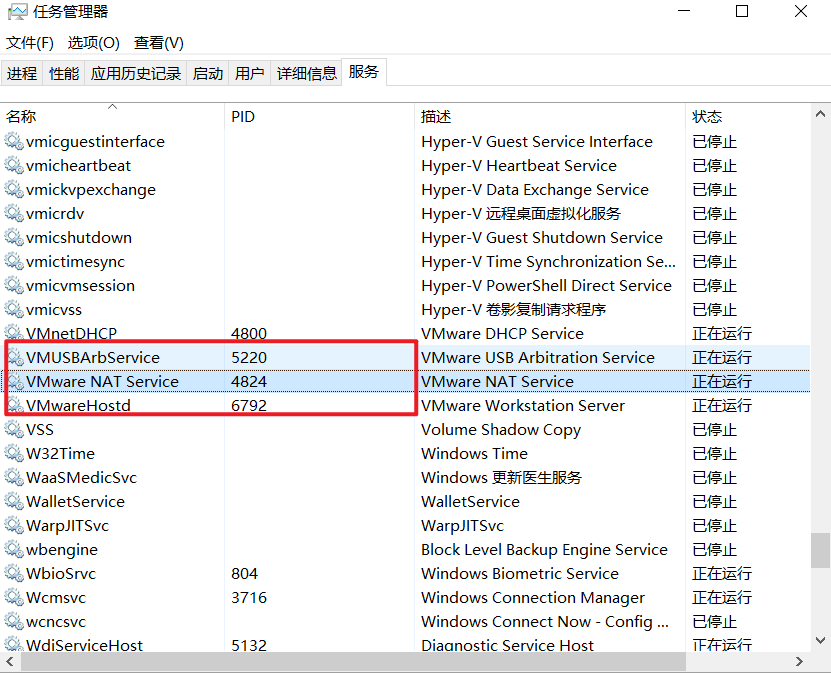 任务管理器
文件(F) 选项(O) 查看(V)
进程 性能 应用历史记录 启动 用户 详细信息 服务
名称 PID 描述 状态
vmicguestinterface Hyper-V Guest Service Interface 已停止
vmicheartbeat Hyper-V Heartbeat Service 已停止
vmickvpexchange Hyper-V Data Exchange Service 已停止
vmicrdv Hyper-V 远程桌面虚拟化服务 已停止
vmicshutdown Hyper-V Guest Shutdown Service 已停止
vmictimesync Hyper-V Time Synchronization Se... 已停止
vmicvmsession Hyper-V PowerShell Direct Service 已停止
vmicvss Hyper-V 卷影复制请求程序 已停止
VMnetDHCP 4800 VMware DHCP Service 正在运行
VMUSBArbService 5220 VMware USB Arbitration Service 正在运行
VMware NAT Service 4824 VMware NAT Service 正在运行
VMwareHostd 6792 VMware Workstation Server 正在运行
VSS Volume Shadow Copy 已停止
W32Time Windows Time 已停止
WaaSMedicSvc Windows 更新医生服务 已停止
WalletService WalletService 已停止
WarpJITSvc WarpJITSvc 已停止
wbengine Block Level Backup Engine Service 已停止
WbioSrvc 804 Windows Biometric Service 正在运行
Wcmsvc 3716 Windows Connection Manager 正在运行
wcncsvc Windows Connect Now - Config ... 已停止
WdiServiceHost 5132 Diagnostic Service Host 正在运行